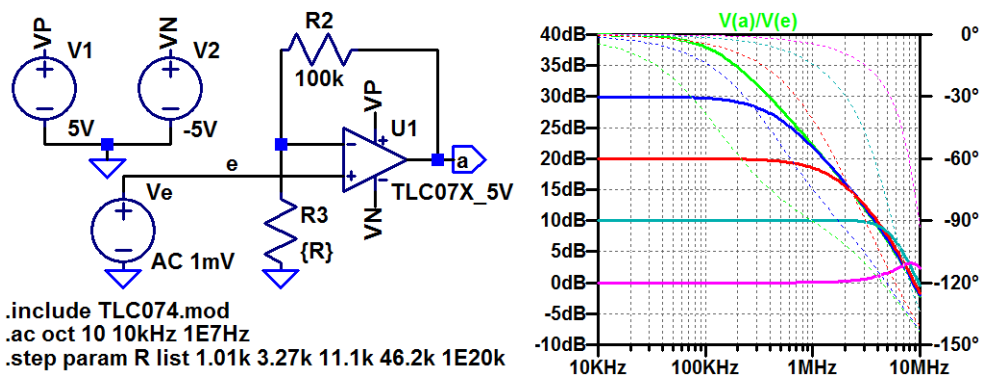 VP
V1
5V
VN
V2
-5V
R2
100k
VP
U1
a
TLC07X_5V
VN
e
Ve
AC 1mV
R3
{R}
.include TLC074.mod
.ac oct 10 10kHz 1E7Hz
.step param R list 1.01k 3.27k 11.1k 46.2k 1E20k
V(a)/V(e)
40dB
35dB
30dB
25dB
20dB
15dB
10dB
5dB
0dB
-5dB
-10dB
0°
-30°
-60°
-90°
-120°
-150°
10KHz
100KHz
1MHz
10MHz